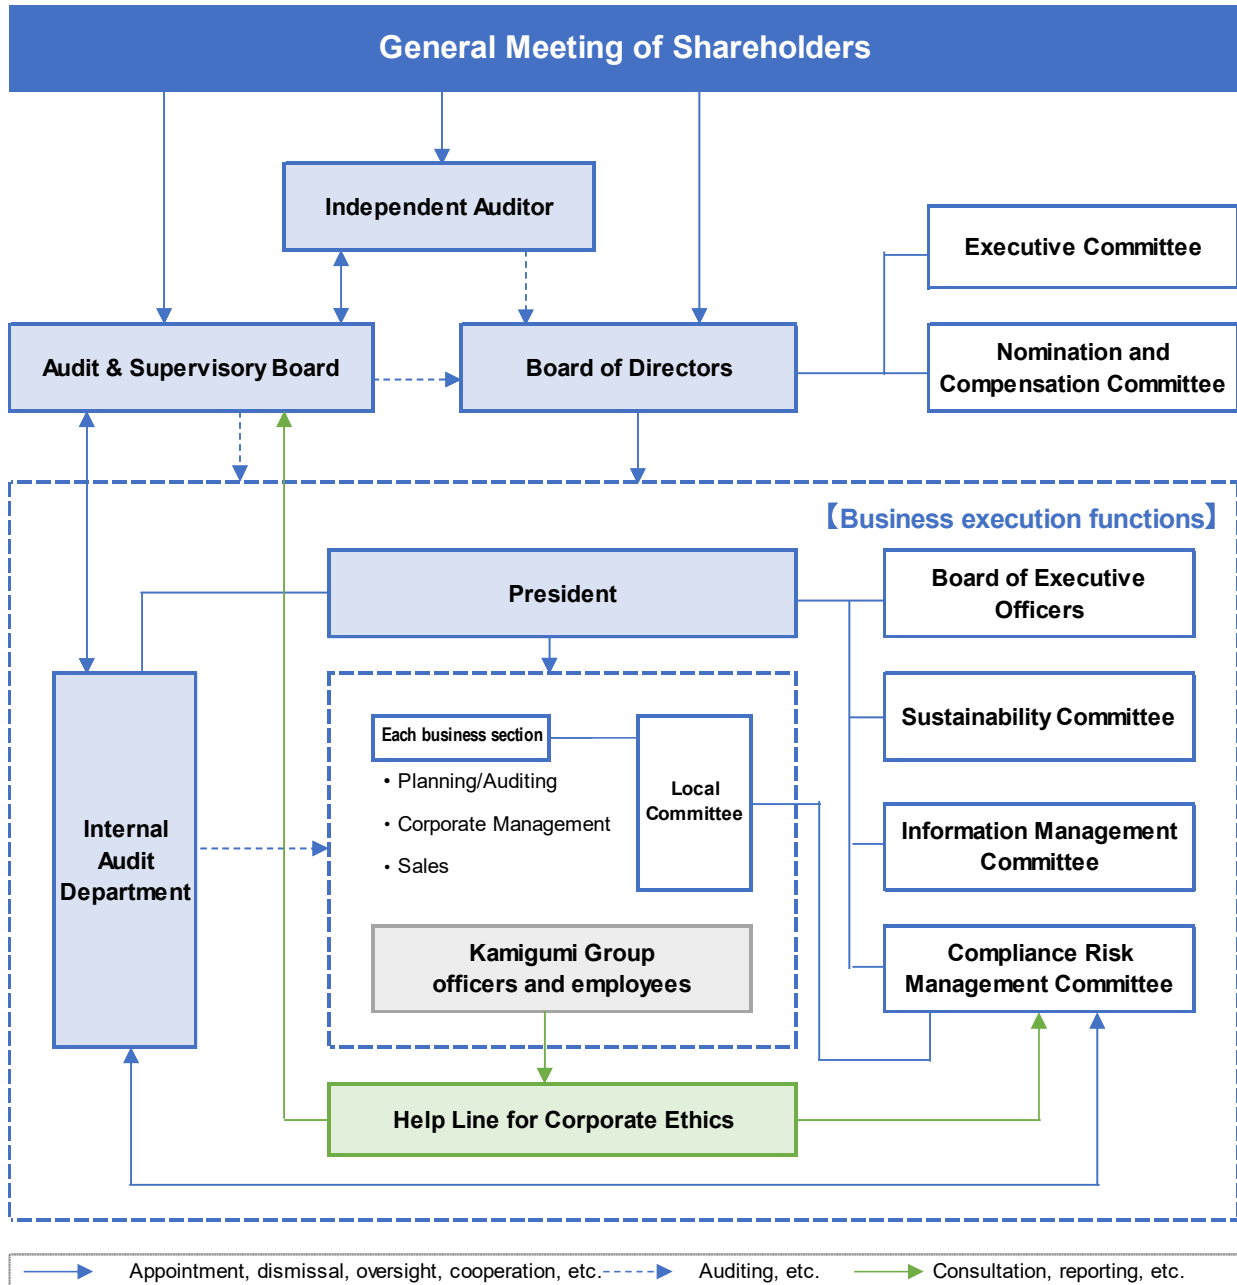 General Meeting of Shareholders
Independent Auditor
Executive Committee
Audit & Supervisory Board
Board of Directors
Nomination and
Compensation Committee
【Business execution functions】
President
Board of Executive
Officers
Each business section
・Planning/Auditing
・Corporate Management
・Sales
Local
Committee
Sustainability Committee
Internal
Audit
Department
Information Management
Committee
Kamigumi Group
officers and employees
Compliance Risk
Management Committee
Help Line for Corporate Ethics
Appointment, dismissal, oversight, cooperation, etc.
Auditing, etc.
Consultation, reporting, etc.